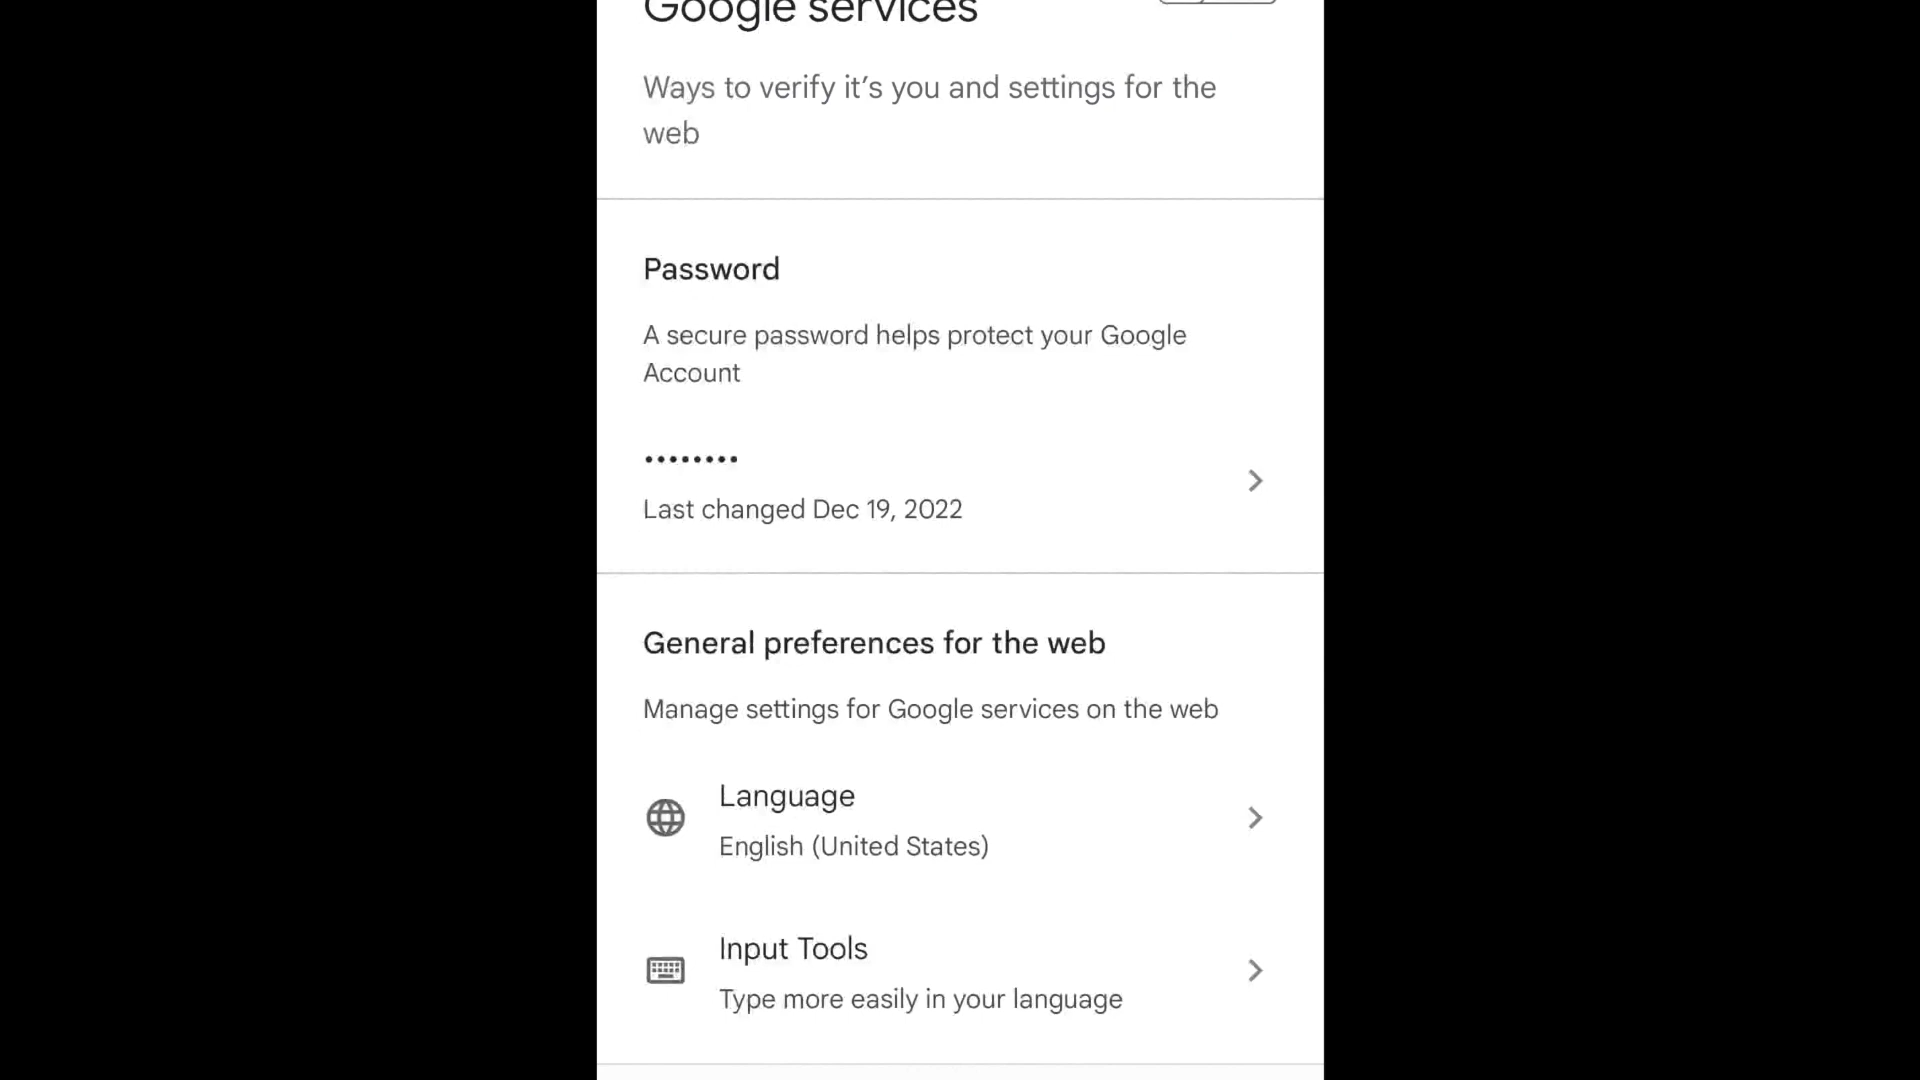 Google services
Ways to verify it’s you and settings for the
web
Password
A secure password helps protect your Google
Account
••••••••
Last changed Dec 19, 2022
General preferences for the web
Manage settings for Google services on the web
Language
English (United States)
Input Tools
Type more easily in your language